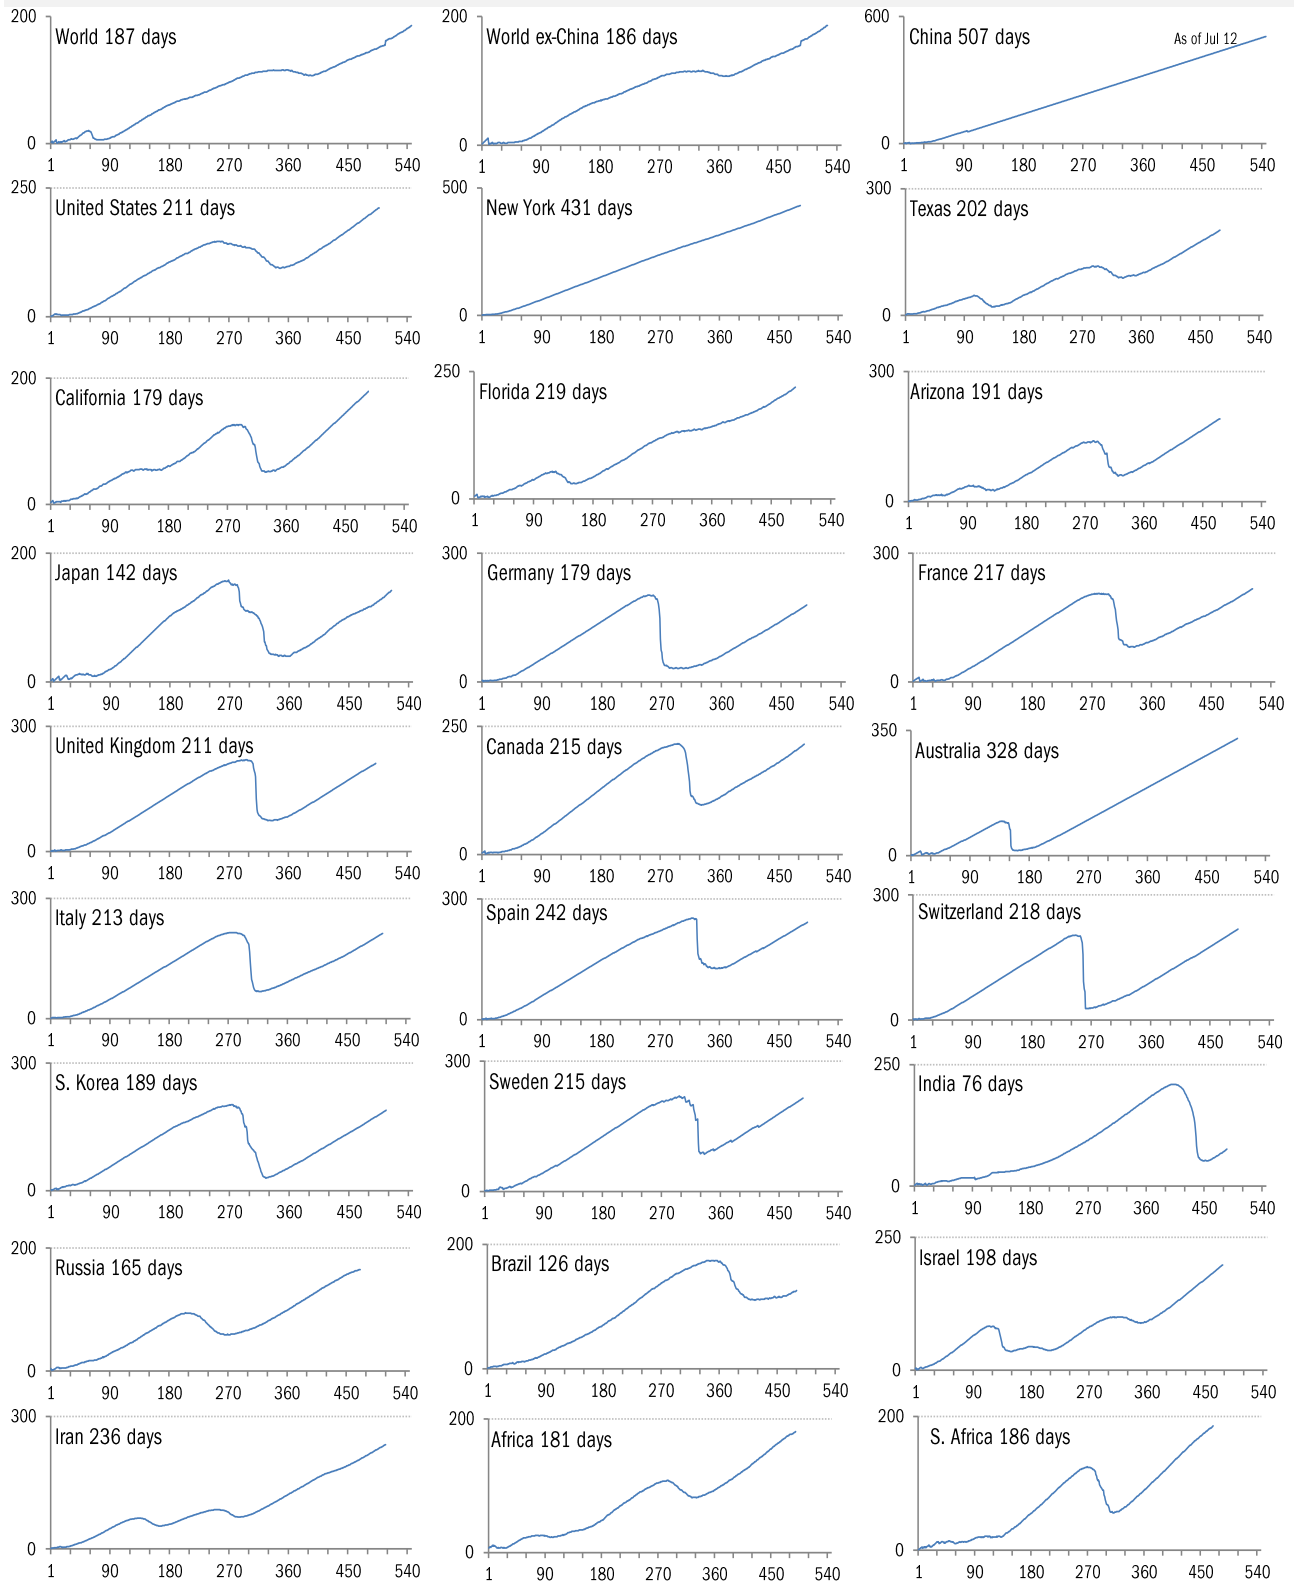 200
World 187 days
0
1 90 180 270 360 450 540
200
World ex-China 186 days
0
1 90 180 270 360 450 540
600
China 507 days
As of Jul 12
0
1 90 180 270 360 450 540
250
United States 211 days
0
1 90 180 270 360 450 540
500
New York 431 days
0
1 90 180 270 360 450 540
300
Texas 202 days
0
1 90 180 270 360 450 540
200
California 179 days
0
1 90 180 270 360 450 540
250
Florida 219 days
0
1 90 180 270 360 450 540
300
Arizona 191 days
0
1 90 180 270 360 450 540
200
Japan 142 days
0
1 90 180 270 360 450 540
300
Germany 179 days
0
1 90 180 270 360 450 540
300
France 217 days
0
1 90 180 270 360 450 540
300
United Kingdom 211 days
0
1 90 180 270 360 450 540
250
Canada 215 days
0
1 90 180 270 360 450 540
350
Australia 328 days
0
1 90 180 270 360 450 540
300
Italy 213 days
0
1 90 180 270 360 450 540
300
Spain 242 days
0
1 90 180 270 360 450 540
300
Switzerland 218 days
0
1 90 180 270 360 450 540
300
S. Korea 189 days
0
1 90 180 270 360 450 540
300
Sweden 215 days
0
1 90 180 270 360 450 540
250
India 76 days
0
1 90 180 270 360 450 540
200
Russia 165 days
0
1 90 180 270 360 450 540
200
Brazil 126 days
0
1 90 180 270 360 450 540
250
Israel 198 days
0
1 90 180 270 360 450 540
300
Iran 236 days
0
1 90 180 270 360 450 540
200
Africa 181 days
0
1 90 180 270 360 450 540
200
S. Africa 186 days
0
1 90 180 270 360 450 540